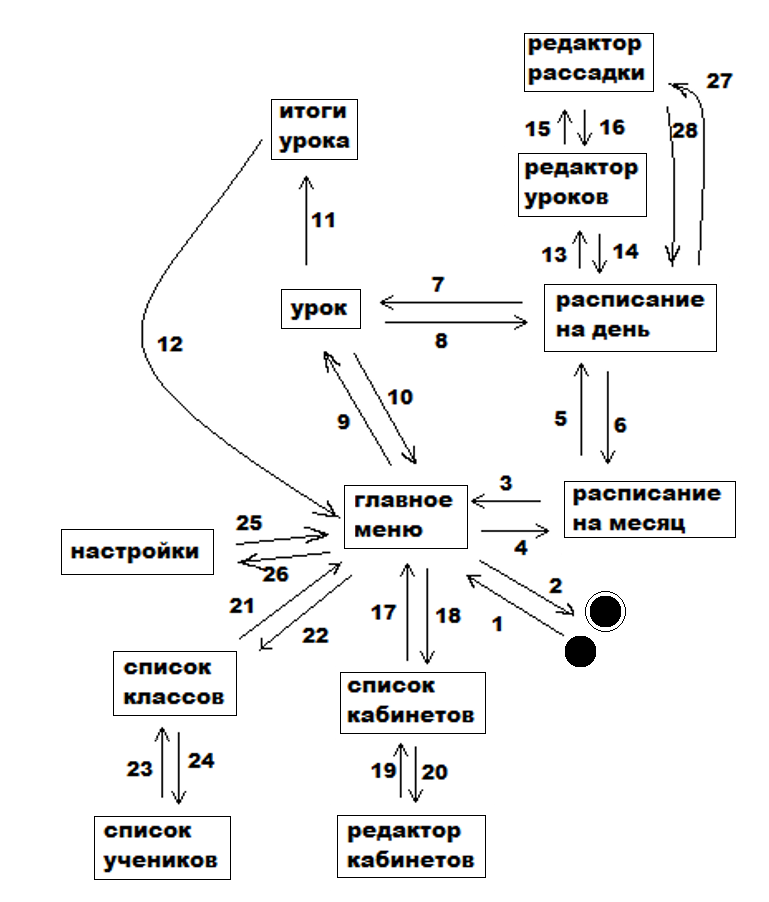 редактор
рассадки
27
итоги
урока
15
16
28
редактор
уроков
11
13
14
7
урок
расписание
на день
8
12
10
9
5
6
3
главное
меню
расписание
на месяц
4
25
настройки
26
2
21
22
17
18
1
список
классов
список
кабинетов
23
24
19
20
список
учеников
редактор
кабинетов